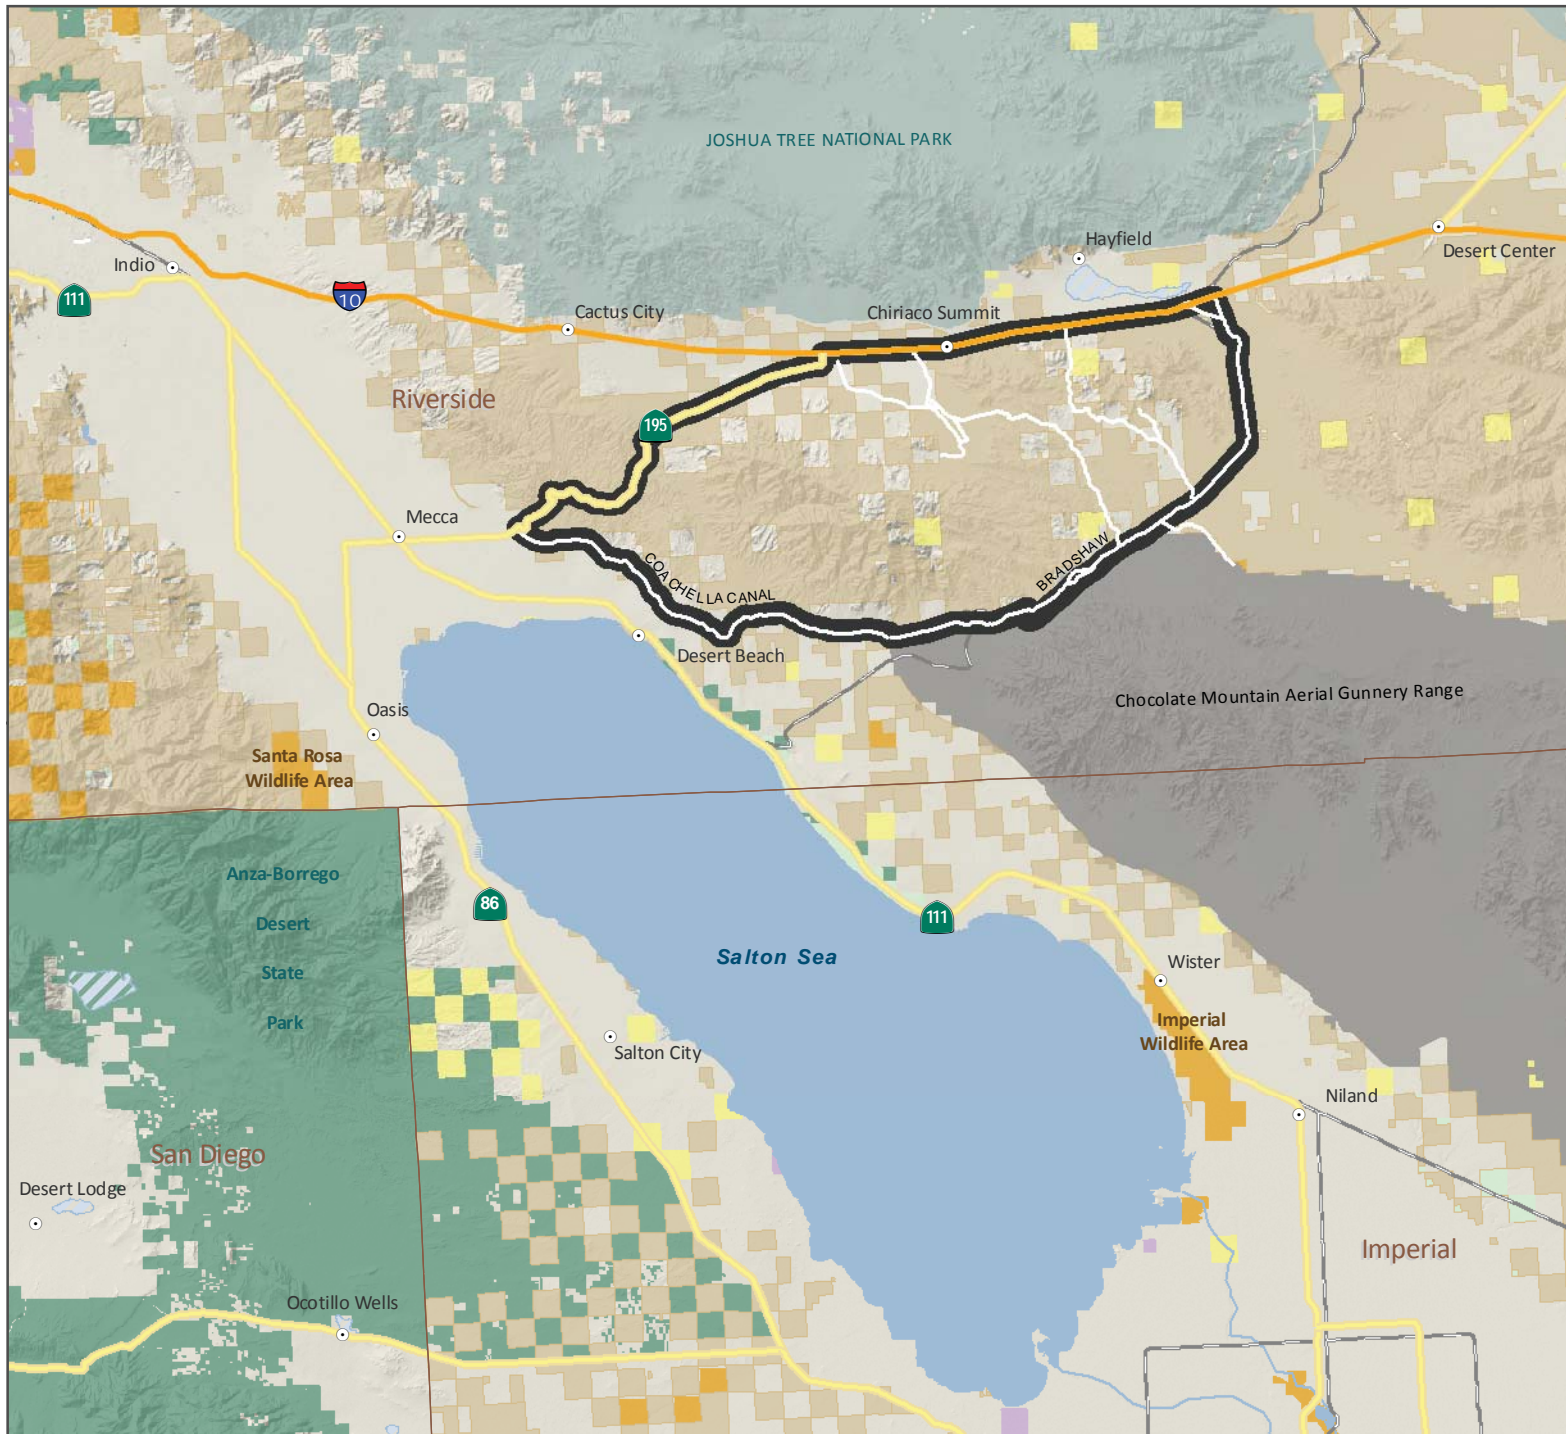 JOSHUA TREE NATIONAL PARK
Hayfield
Desert Center
Indio
111
10
Cactus City
Chiriaco Summit
Riverside
195
Mecca
COACHELLA CANAL
BRADSHAW
Desert Beach
Chocolate Mountain Aerial Gunnery Range
Oasis
Santa Rosa
Wildlife Area
Anza-Borrego
Desert
State
Park
86
111
Salton Sea
Wister
Imperial
Wildlife Area
Salton City
Niland
San Diego
Desert Lodge
Imperial
Ocotillo Wells